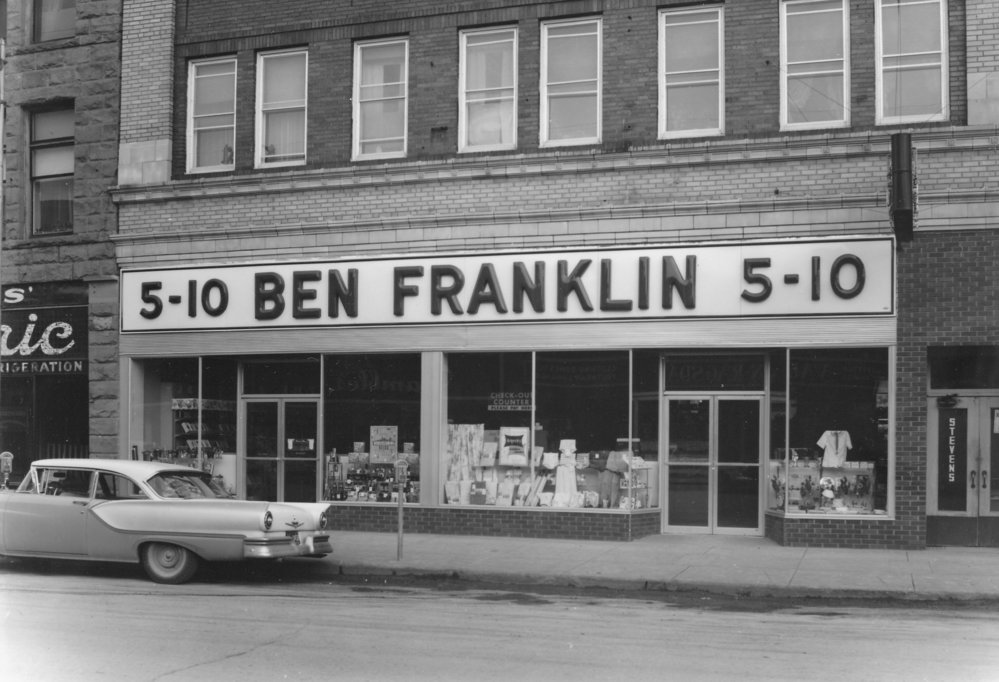 5-10 BEN FRANKLIN 5-10
S'
ric
RIGERATION
CHECK-OUT
COUNTER
STEVENS